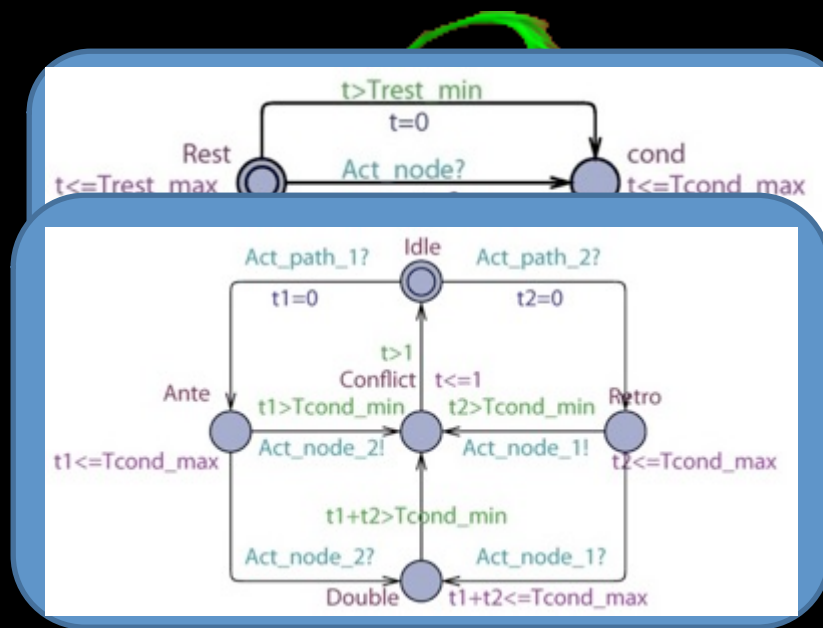 t>Trest_min
t=0
Rest
cond
Act_node?
t<=Trest_max
t<=Tcond_max
Idle
Act_path_1?
Act_path_2?
t1=0
t2=0
t>1
Conflict
t<=1
Ante
Retro
t1>Tcond_min
t2>Tcond_min
Act_node_2!
Act_node_1!
t1<=Tcond_max
t2<=Tcond_max
t1+t2>Tcond_min
Act_node_2?
Act_node_1?
Double
t1+t2<=Tcond_max